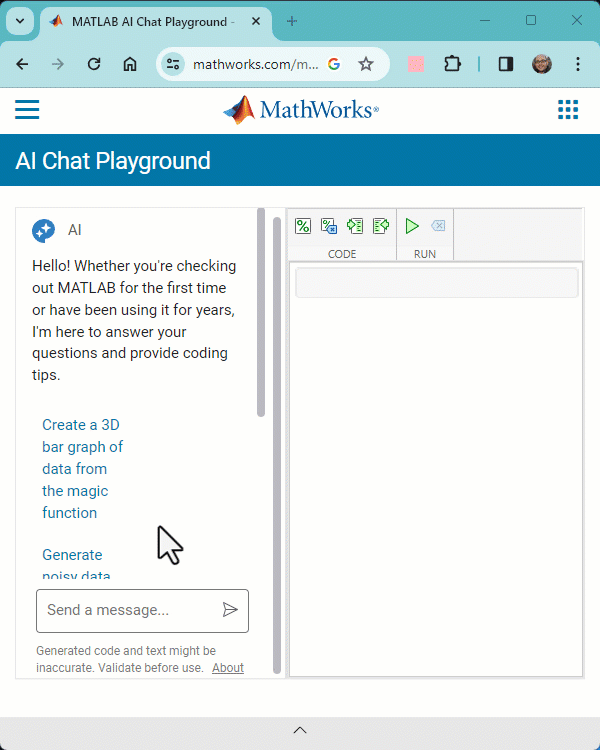 MATLAB AI Chat Playground -
mathworks.com/m...
MathWorks®
AI Chat Playground
AI
Hello! Whether you're checking
out MATLAB for the first time
or have been using it for years,
I'm here to answer your
questions and provide coding
tips.
Create a 3D
bar graph of
data from
the magic
function
Generate
noisy data
Send a message...
Generated code and text might be
inaccurate. Validate before use. About
CODE
RUN